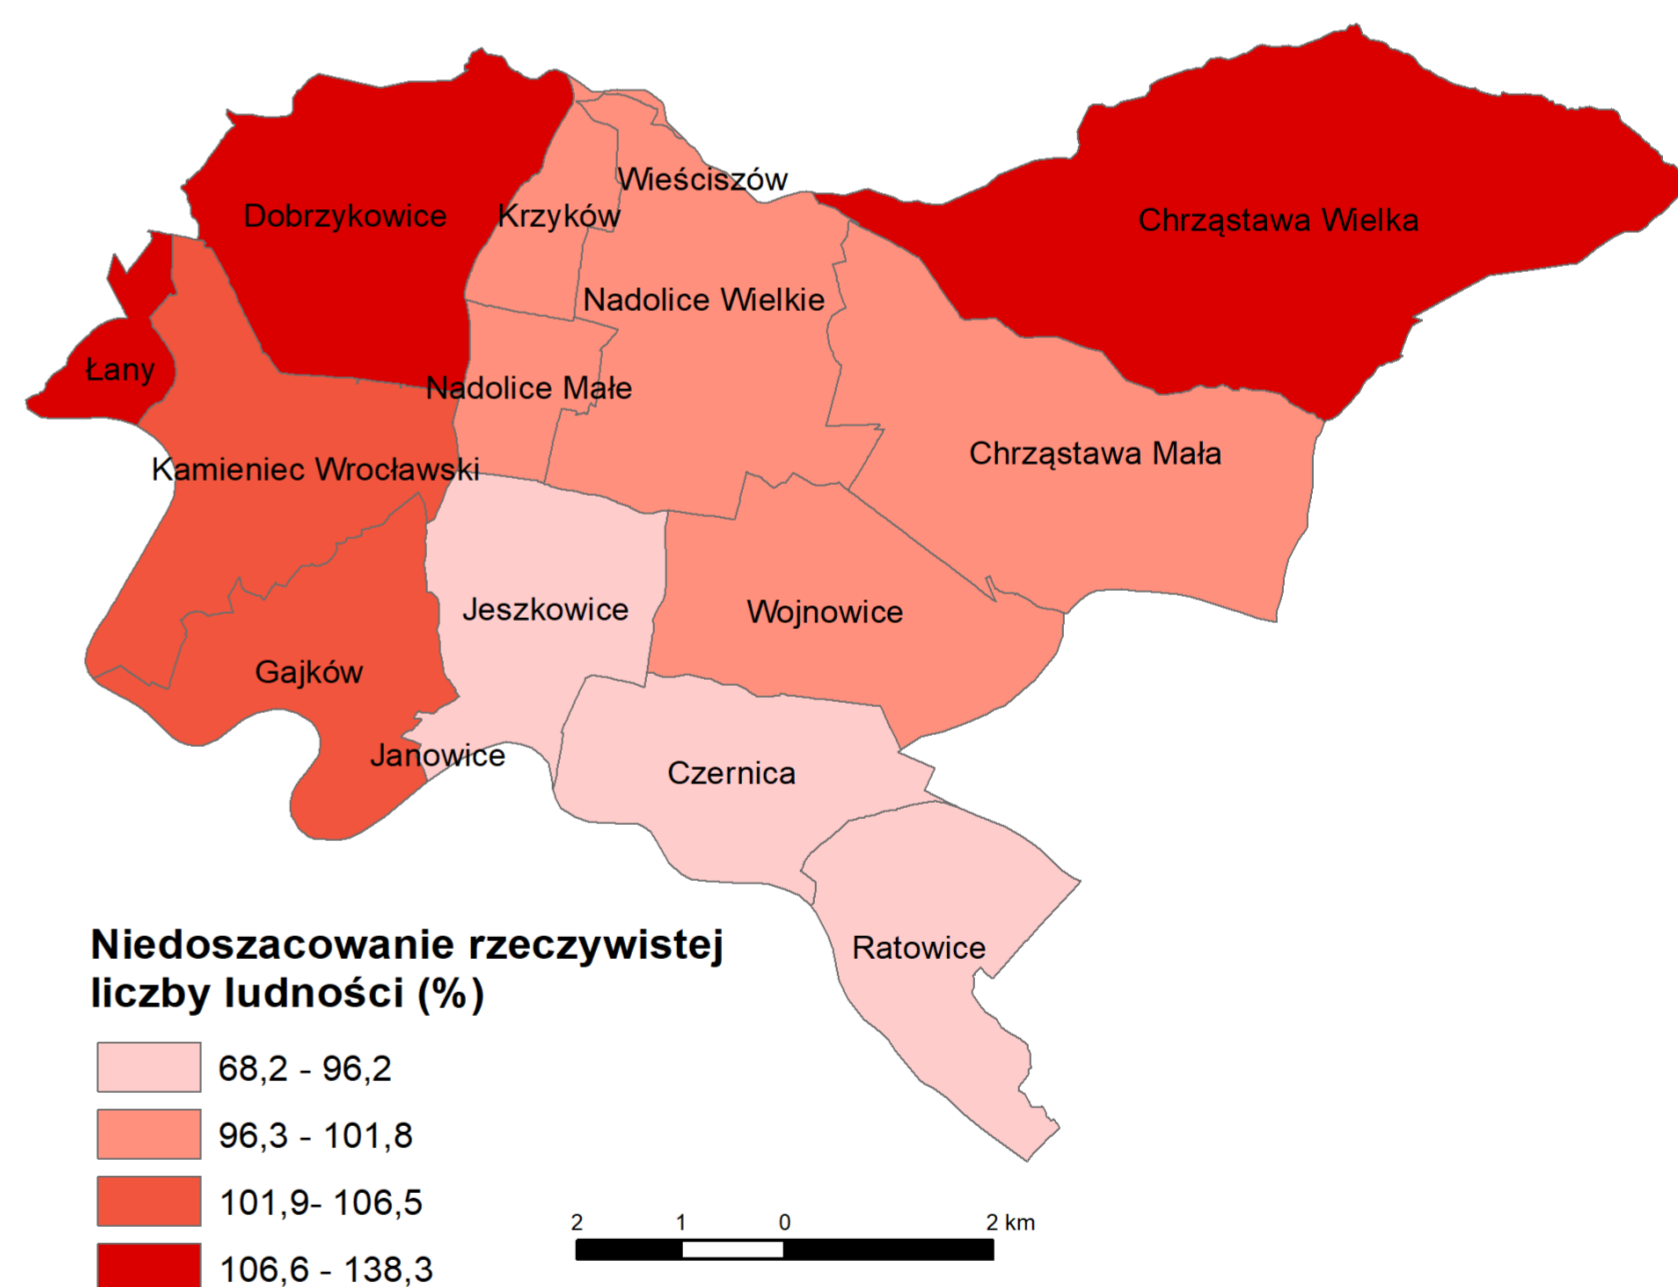 Wieściszów
Dobrzykowice
Krzyków
Chrząstawa Wielka
Nadolice Wielkie
Łany
Nadolice Małe
Chrząstawa Mała
Kamieniec Wrocławski
Jeszkowice
Wojnowice
Gajków
Janowice
Czernica
Ratowice
Niedoszacowanie rzeczywistej
liczby ludności (%)
68,2 - 96,2
96,3 - 101,8
101,9- 106,5
106,6 - 138,3
2 1 0 2 km